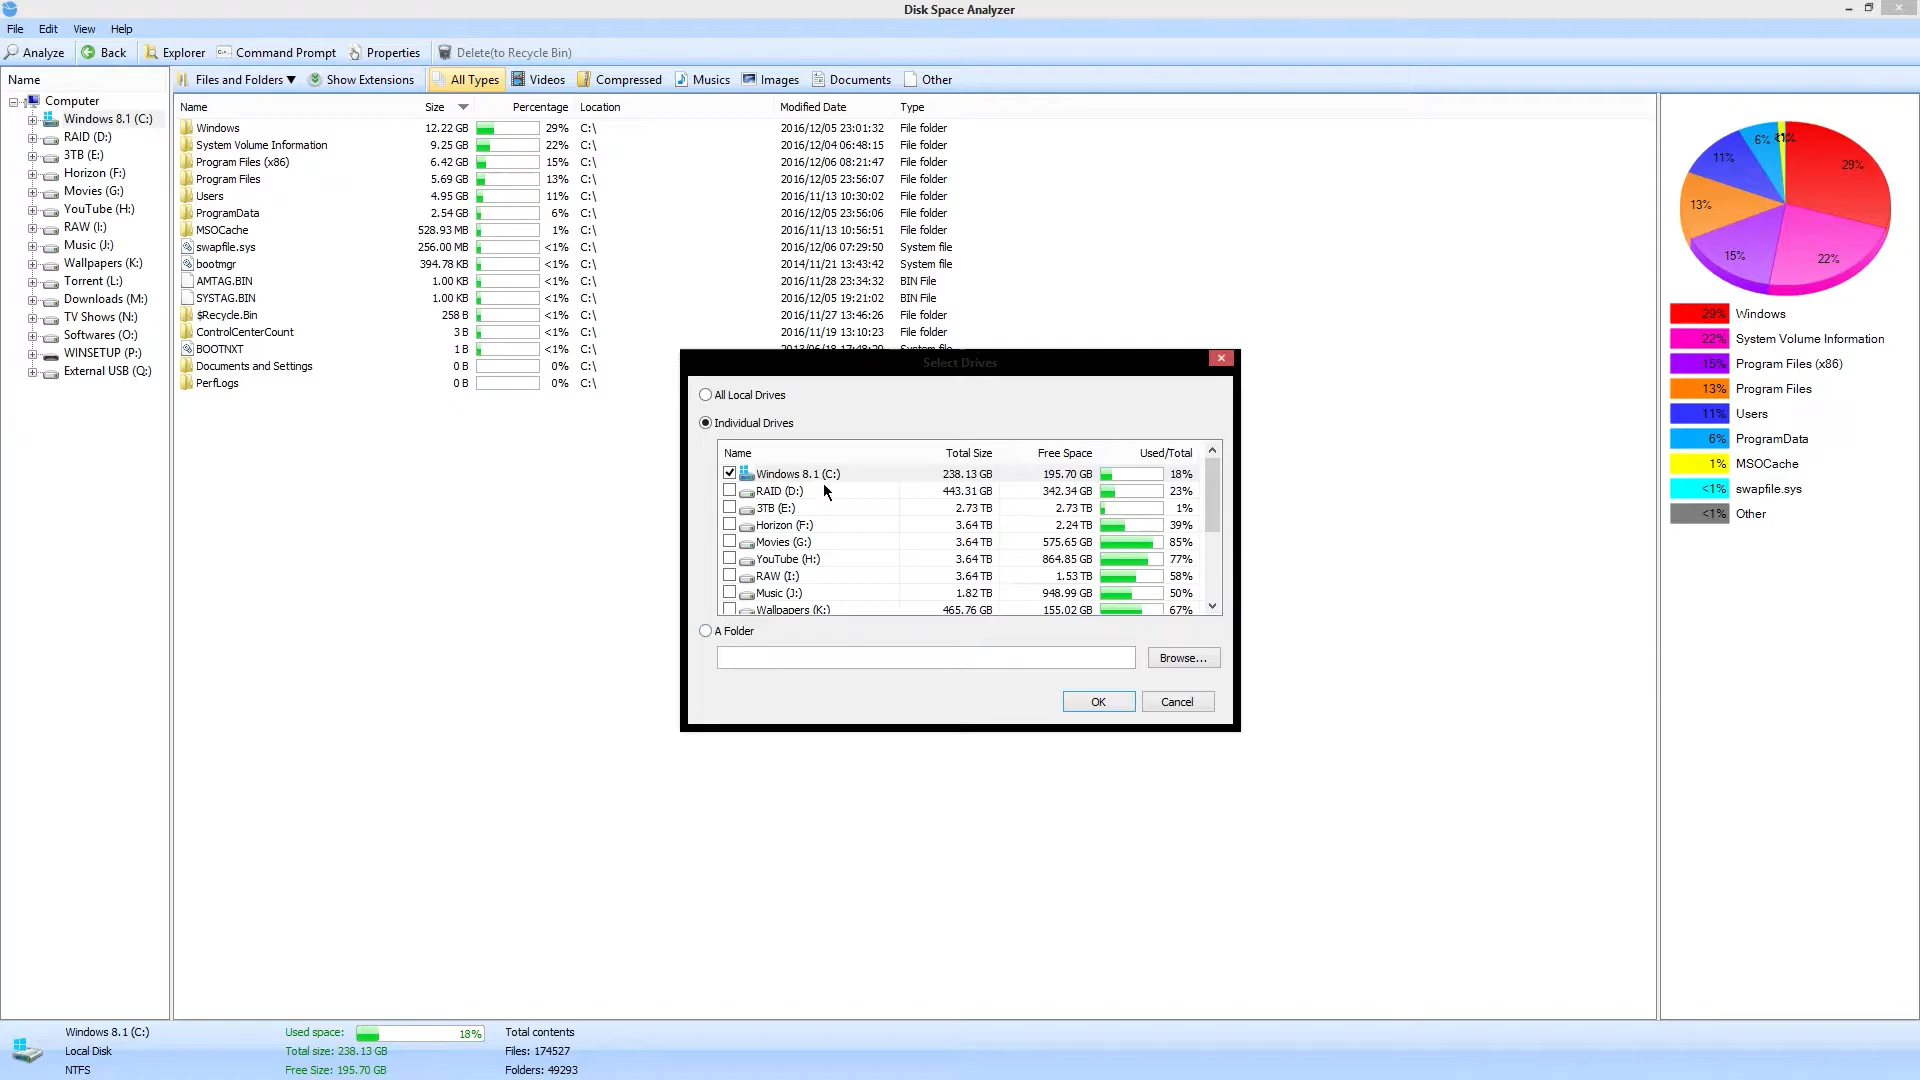 Disk Space Analyzer
File Edit View Help
Analyze Back Explorer Command Prompt Properties Delete(to Recycle Bin)
Name
Computer
Windows 8.1 (C:)
RAID (D:)
3TB (E:)
Horizon (F:)
Movies (G:)
YouTube (H:)
RAW (I:)
Music (J:)
Wallpapers (K:)
Torrent (L:)
Downloads (M:)
TV Shows (N:)
Softwares (O:)
WINSETUP (P:)
External USB (Q:)
Files and Folders Show Extensions All Types Videos Compressed Musics Images Documents Other
Name Size Percentage Location Modified Date Type
Windows 12.22 GB 29% C:\ 2016/12/05 23:01:32 File folder
System Volume Information 9.25 GB 22% C:\ 2016/12/04 06:48:15 File folder
Program Files (x86) 6.42 GB 15% C:\ 2016/12/06 08:21:47 File folder
Program Files 5.69 GB 13% C:\ 2016/12/05 23:56:07 File folder
Users 4.95 GB 11% C:\ 2016/11/13 10:30:02 File folder
ProgramData 2.54 GB 6% C:\ 2016/12/05 23:56:06 File folder
MSOCache 528.93 MB 1% C:\ 2016/11/13 10:56:51 File folder
swapfile.sys 256.00 MB <1% C:\ 2016/12/06 07:29:50 System file
bootmgr 394.78 KB <1% C:\ 2014/11/21 13:43:42 System file
AMTAG.BIN 1.00 KB <1% C:\ 2016/11/28 23:34:32 BIN File
SYSTAG.BIN 1.00 KB <1% C:\ 2016/12/05 19:21:02 BIN File
$Recycle.Bin 258 B <1% C:\ 2016/11/27 13:46:26 File folder
ControlCenterCount 3 B <1% C:\ 2016/11/19 13:10:23 File folder
BOOTNXT 1 B <1% C:\ 2013/06/18 17:48:29 System file
Documents and Settings 0 B 0% C:\
PerfLogs 0 B 0% C:\
Select Drives
All Local Drives
Individual Drives
Name Total Size Free Space Used/Total
Windows 8.1 (C:) 238.13 GB 195.70 GB 18%
RAID (D:) 443.31 GB 342.34 GB 23%
3TB (E:) 2.73 TB 2.73 TB 1%
Horizon (F:) 3.64 TB 2.24 TB 39%
Movies (G:) 3.64 TB 575.65 GB 85%
YouTube (H:) 3.64 TB 864.85 GB 77%
RAW (I:) 3.64 TB 1.53 TB 58%
Music (J:) 1.82 TB 948.99 GB 50%
Wallpapers (K:) 465.76 GB 155.02 GB 67%
A Folder
Browse...
OK Cancel
6% <1%
11% 29%
13%
15% 22%
29% Windows
22% System Volume Information
15% Program Files (x86)
13% Program Files
11% Users
6% ProgramData
1% MSOCache
<1% swapfile.sys
<1% Other
Windows 8.1 (C:) Used space: 18% Total contents
Local Disk Total size: 238.13 GB Files: 174527
NTFS Free Size: 195.70 GB Folders: 49293